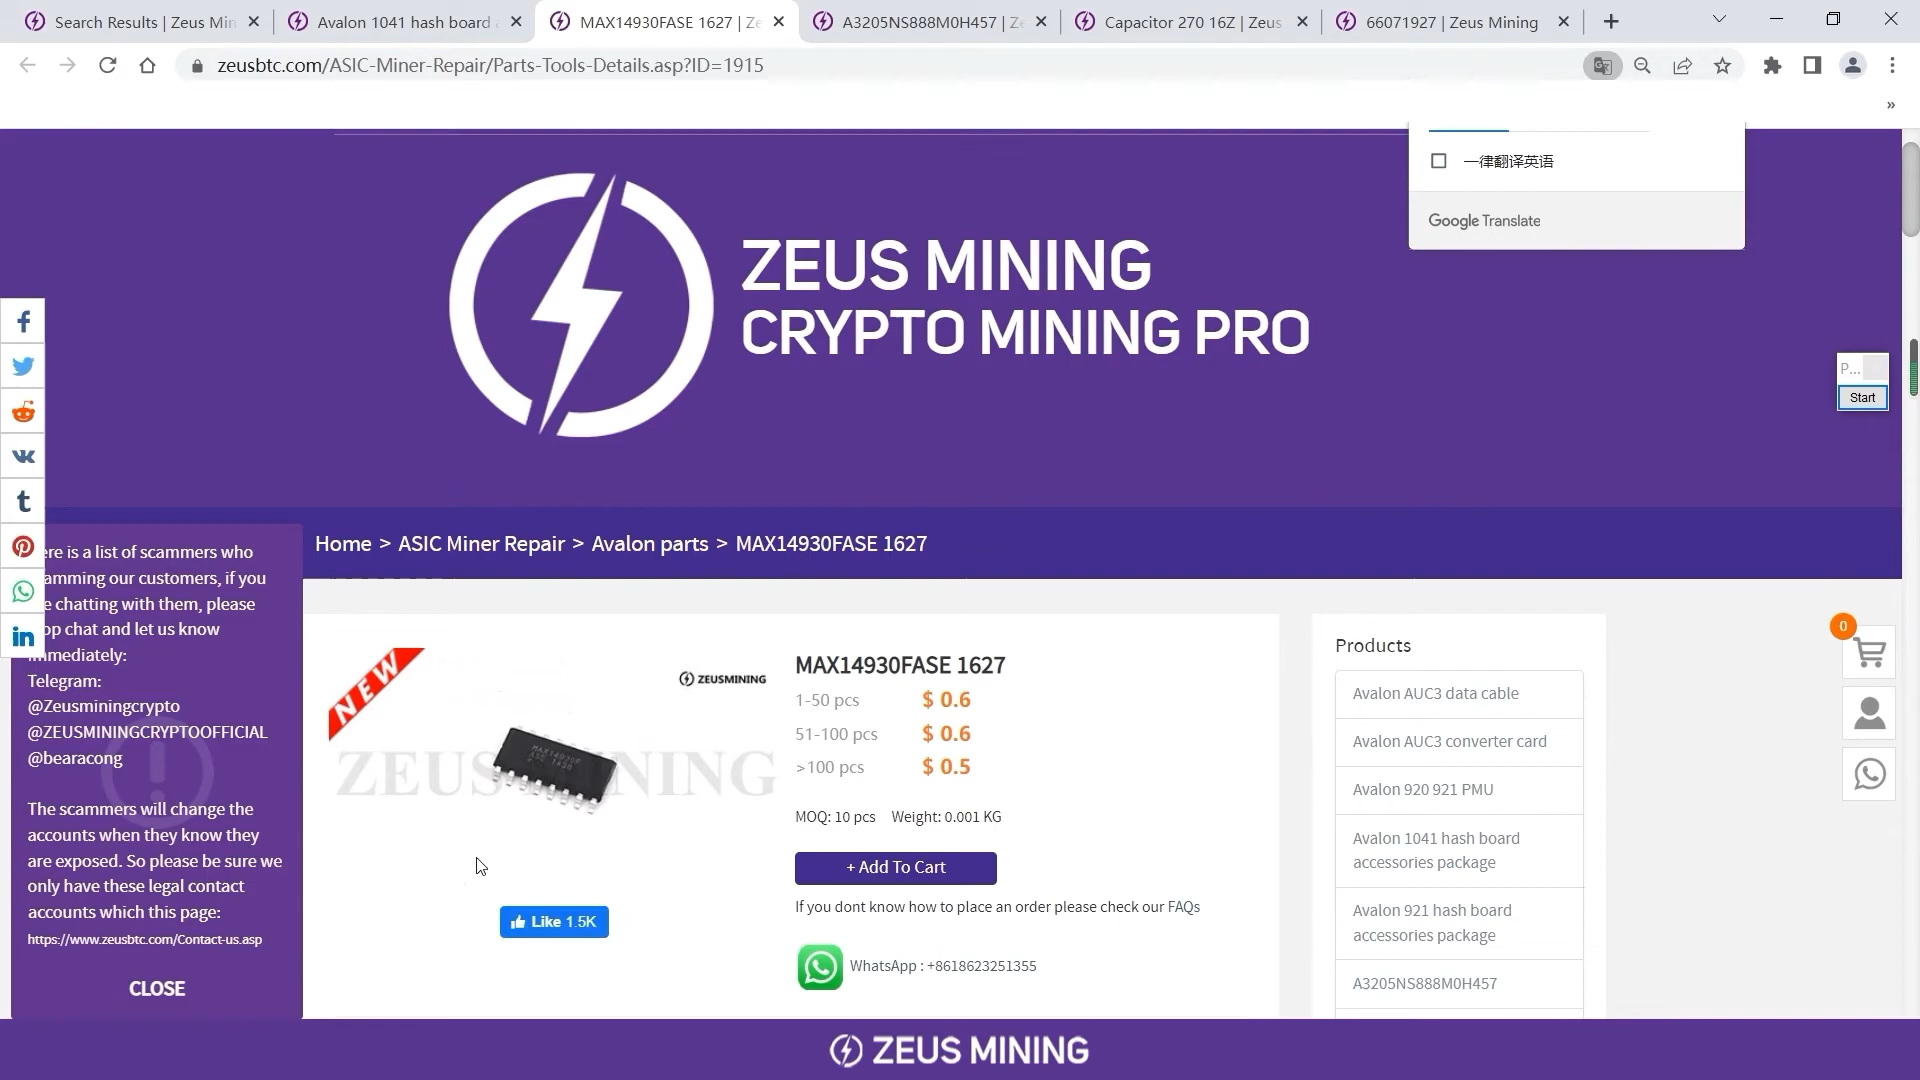 Search Results | Zeus Min
Avalon 1041 hash board
MAX14930FASE 1627 | Ze
A3205NS888M0H457 | Ze
Capacitor 270 16Z | Zeus
66071927 | Zeus Mining
zeusbtc.com/ASIC-Miner-Repair/Parts-Tools-Details.asp?ID=1915
一律翻译英语
Google Translate
ZEUS MINING
CRYPTO MINING PRO
P...
Start
Home > ASIC Miner Repair > Avalon parts > MAX14930FASE 1627
ere is a list of scammers who
amming our customers, if you
e chatting with them, please
op chat and let us know
mmediately:
Telegram:
@Zeusminingcrypto
@ZEUSMININGCRYPTOOFFICIAL
@bearacong
The scammers will change the
accounts when they know they
are exposed. So please be sure we
only have these legal contact
accounts which this page:
https://www.zeusbtc.com/Contact-us.asp
CLOSE
NEW
ZEUSMINING
ZEUS MINING
MAX14930F
Like 1.5K
MAX14930FASE 1627
1-50 pcs $ 0.6
51-100 pcs $ 0.6
>100 pcs $ 0.5
MOQ: 10 pcs Weight: 0.001 KG
+ Add To Cart
If you dont know how to place an order please check our FAQs
WhatsApp : +8618623251355
Products
Avalon AUC3 data cable
Avalon AUC3 converter card
Avalon 920 921 PMU
Avalon 1041 hash board
accessories package
Avalon 921 hash board
accessories package
A3205NS888M0H457
0
ZEUS MINING